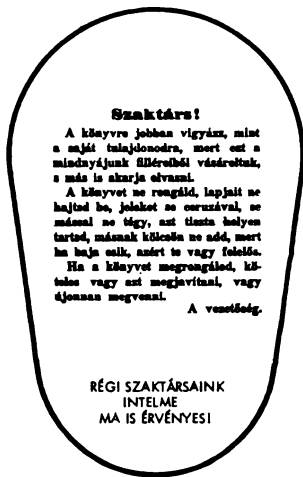 Szaktárs!
A könyvre jobban vigyázz, mint
a saját tulajdonodra, mert ezt a
mindnyájunk filléreiből vásároltuk,
s más is akarja olvasni.
A könyvet ne rongáld, lapjait ne
hajtsd be, jeleket se ceruzával, se
mással ne tégy, azt tiszta helyen
tartsd, másnak kölcsön ne add, mert
ha baja esik, azért te vagy felelős.
Ha a könyvet megrongálod, kö-
teles vagy azt megjavítani, vagy
újonnan megvenni.
A vezetőség.
RÉGI SZAKTÁRSAINK
INTELME
MA IS ÉRVÉNYES!